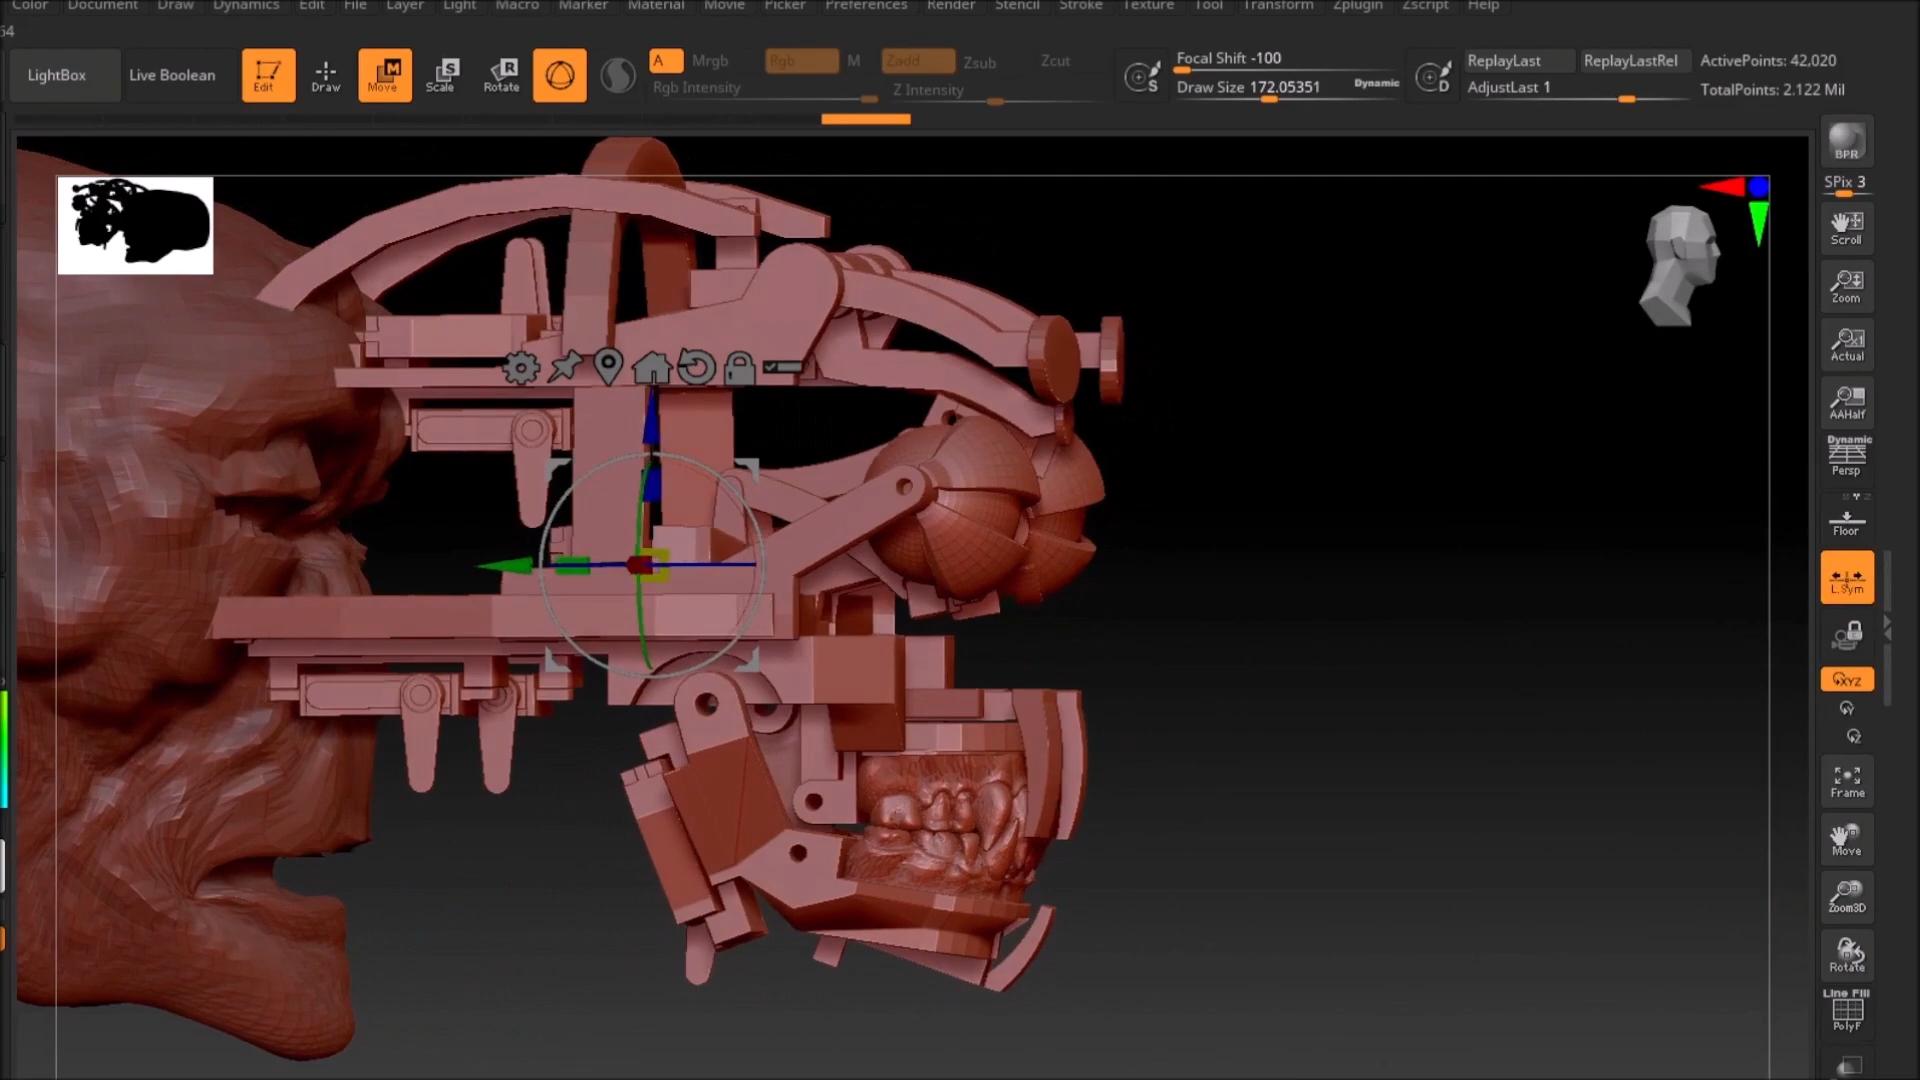 Color Document Draw Dynamics Edit File Layer Light Macro Marker Material Movie Picker Preferences Render Stencil Stroke Texture Tool Transform Zplugin Zscript Help
LightBox
Live Boolean
Edit
Draw
M
Move
S
Scale
R
Rotate
A Mrgb Rgb M Zadd Zsub Zcut
Rgb Intensity
Z Intensity
S
Focal Shift -100
Draw Size 172.05351
Dynamic
D
ReplayLast ReplayLastRel
AdjustLast 1
ActivePoints: 42,020
TotalPoints: 2.122 Mil
BPR
SPix 3
Scroll
Zoom
Actual
AAHalf
Dynamic
Persp
Floor
L.Sym
XYZ
Y
Z
Frame
Move
Zoom3D
Rotate
Line Fill
PolyF